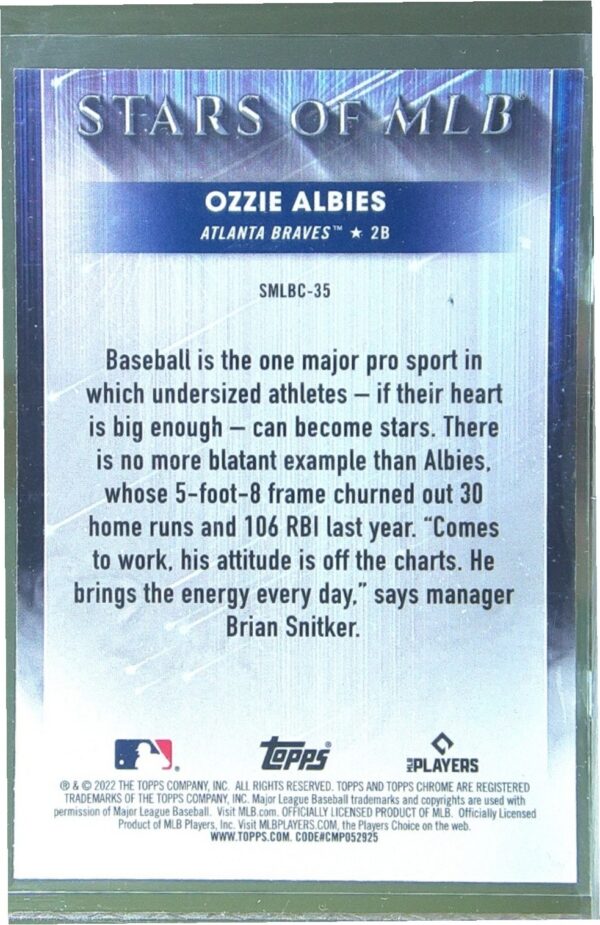 STARS OF MLB®
OZZIE ALBIES
ATLANTA BRAVES™ ★ 2B
SMLBC-35
Baseball is the one major pro sport in
which undersized athletes – if their heart
is big enough – can become stars. There
is no more blatant example than Albies,
whose 5-foot-8 frame churned out 30
home runs and 106 RBI last year. “Comes
to work, his attitude is off the charts. He
brings the energy every day,” says manager
Brian Snitker.
topps®
MLB PLAYERS
® & © 2022 THE TOPPS COMPANY, INC. ALL RIGHTS RESERVED. TOPPS AND TOPPS CHROME ARE REGISTERED
TRADEMARKS OF THE TOPPS COMPANY, INC. Major League Baseball trademarks and copyrights are used with
permission of Major League Baseball. Visit MLB.com. OFFICIALLY LICENSED PRODUCT OF MLB. Officially Licensed
Product of MLB Players, Inc. Visit MLBPLAYERS.COM, the Players Choice on the web.
WWW.TOPPS.COM. CODE#CMP052925